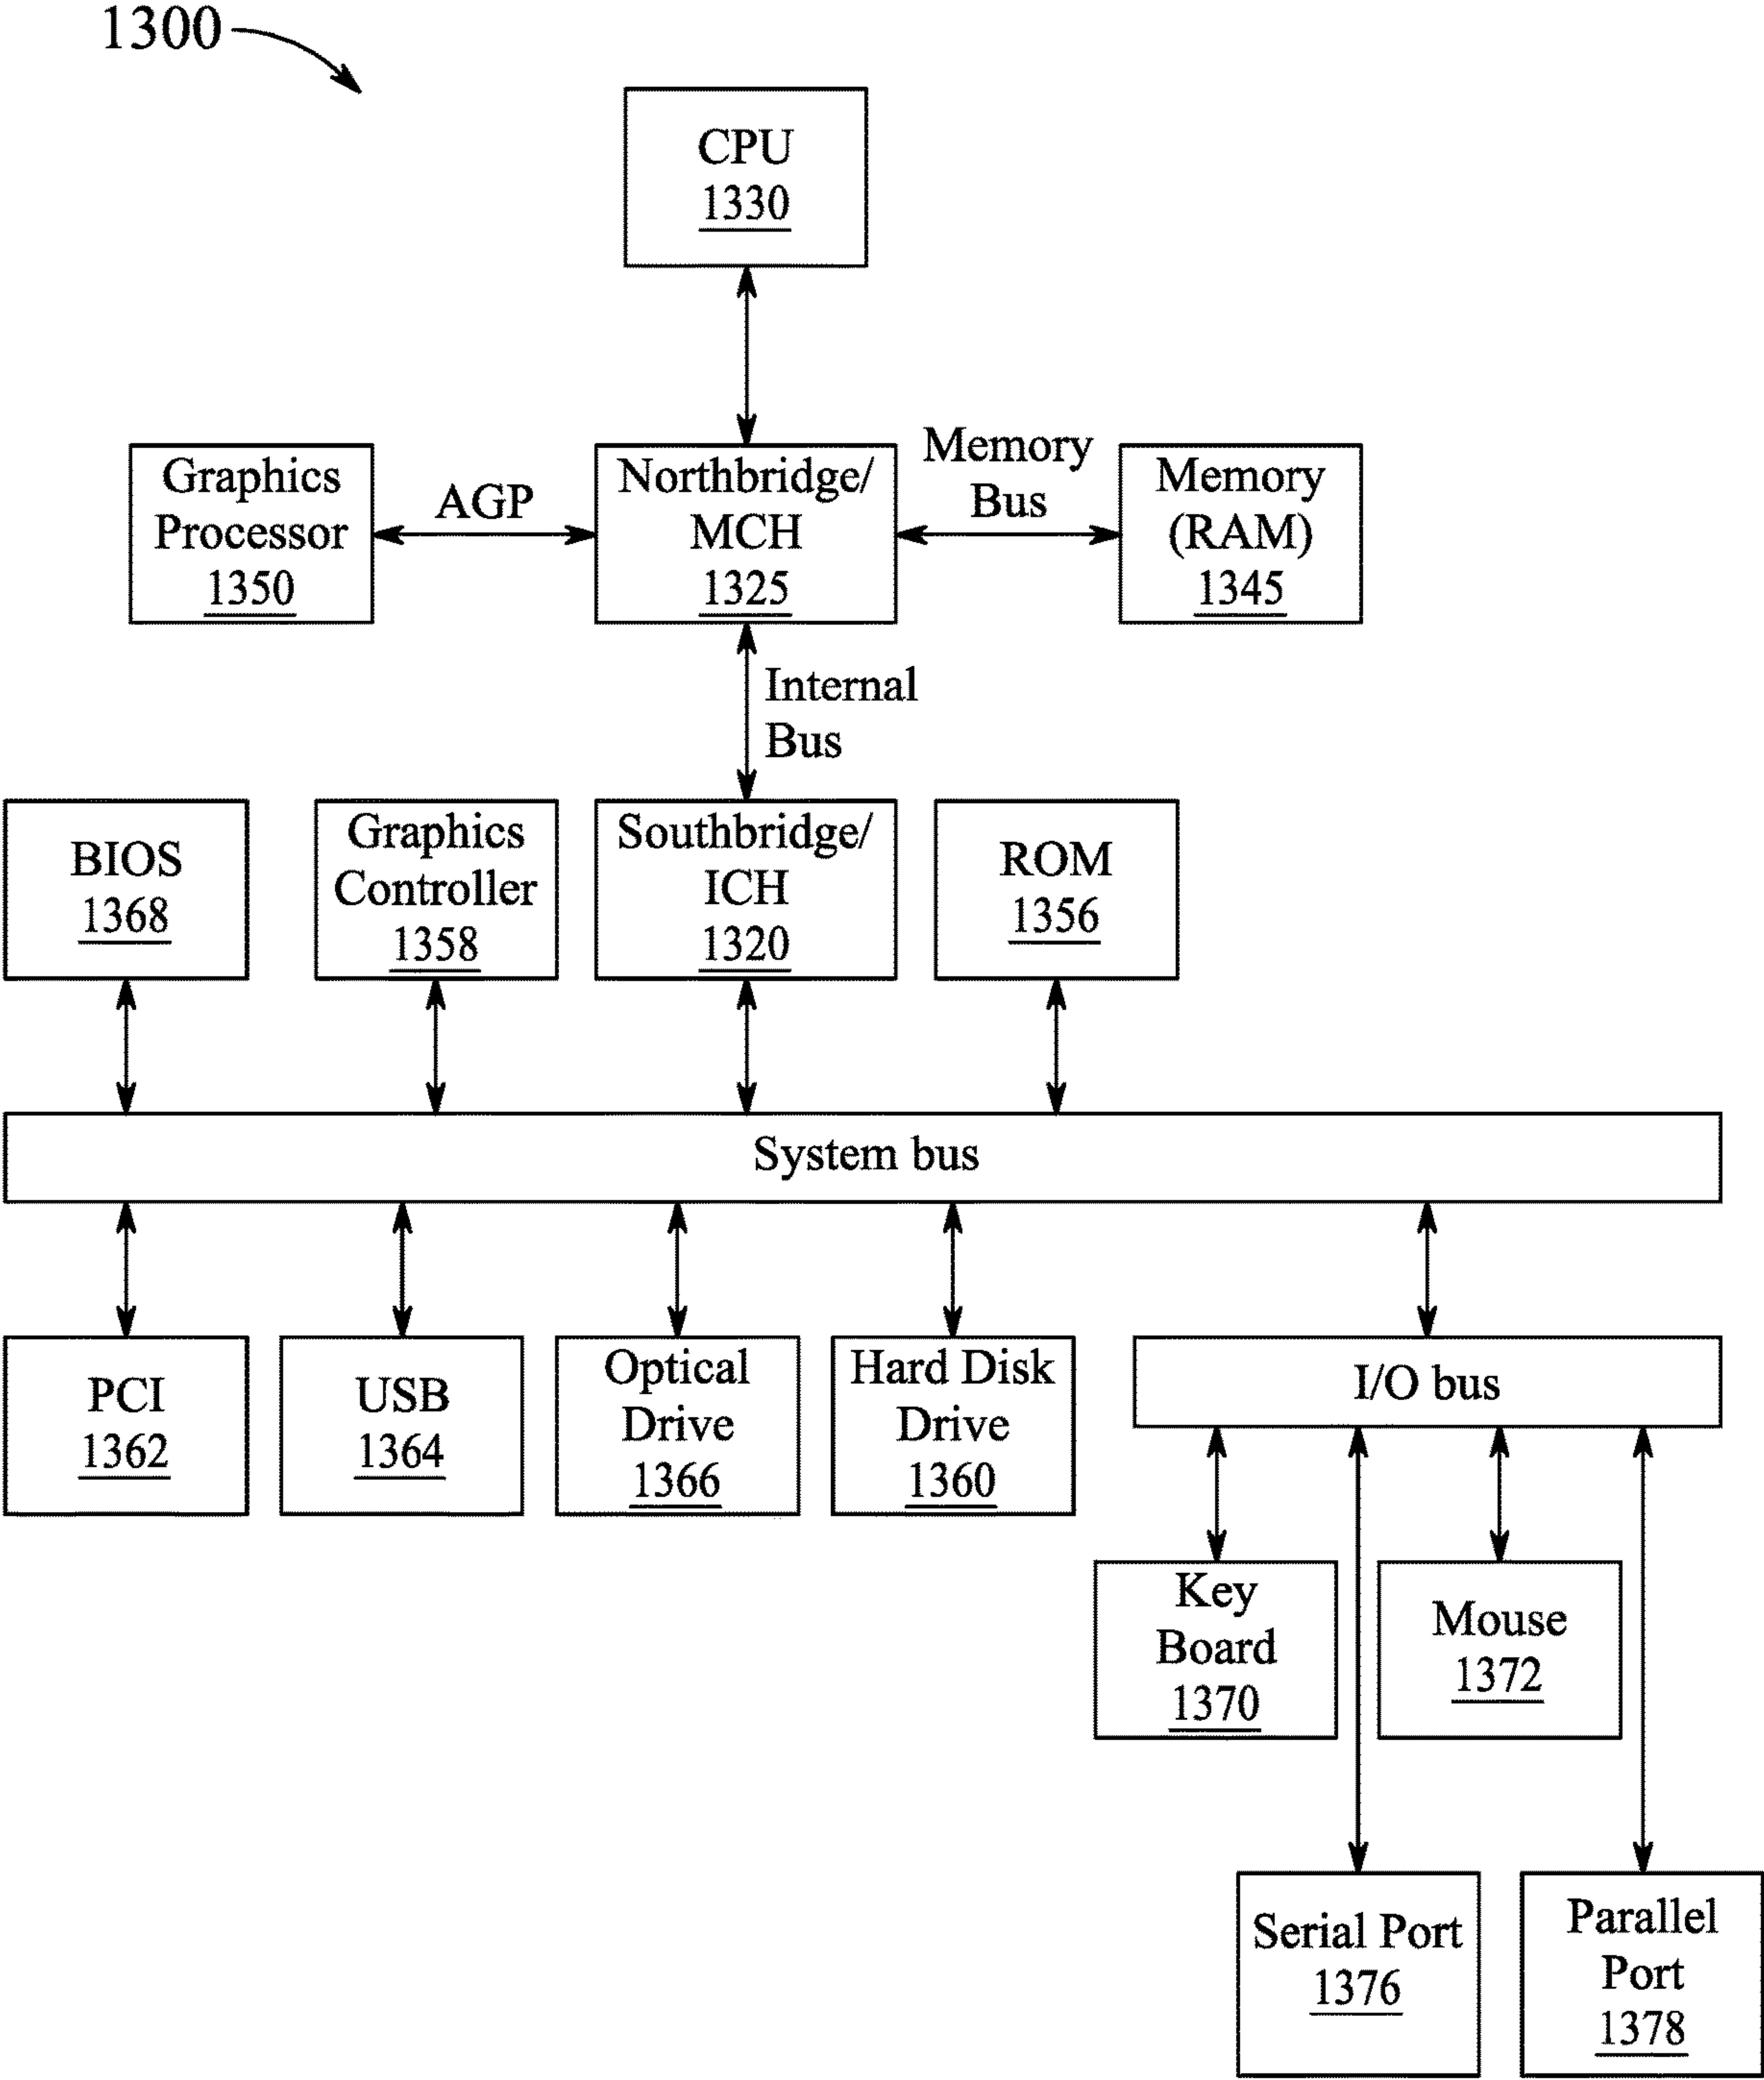 1300
CPU
1330
Graphics
Processor
1350
AGP
Northbridge/
MCH
1325
Memory
Bus
Memory
(RAM)
1345
Internal
Bus
BIOS
1368
Graphics
Controller
1358
Southbridge/
ICH
1320
ROM
1356
System bus
PCI
1362
USB
1364
Optical
Drive
1366
Hard Disk
Drive
1360
I/O bus
Key
Board
1370
Mouse
1372
Serial Port
1376
Parallel
Port
1378